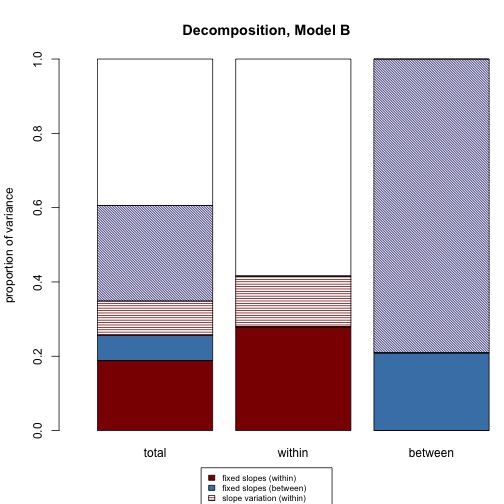 Decomposition, Model B
proportion of variance
1.0
0.8
0.6
0.4
0.2
0.0
total within between
fixed slopes (within)
fixed slopes (between)
slope variation (within)